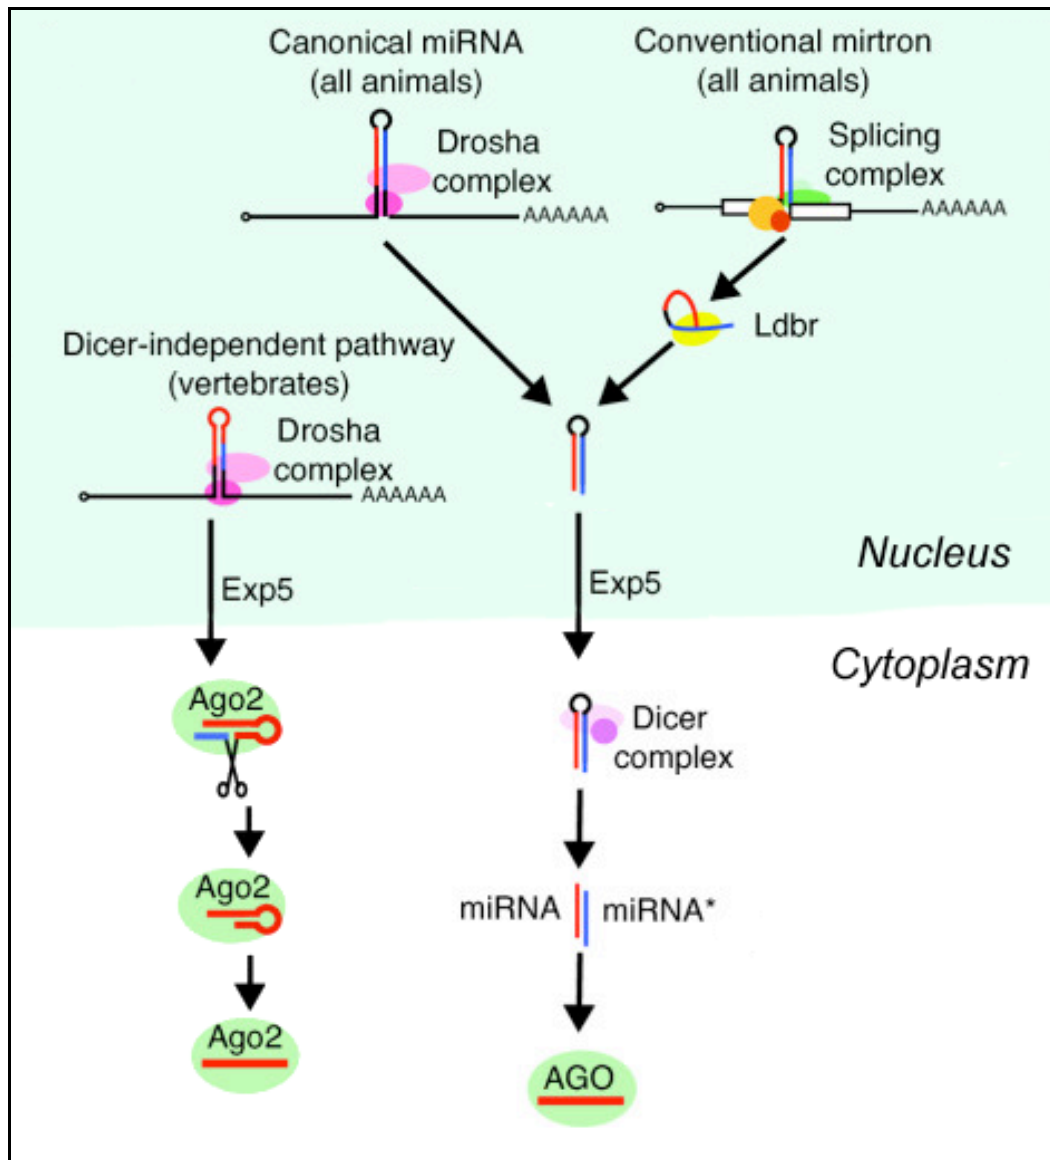 Canonical miRNA
(all animals)
Conventional mirtron
(all animals)
Drosha
complex
AAAAAA
Splicing
complex
AAAAAA
Ldbr
Dicer-independent pathway
(vertebrates)
Drosha
complex
AAAAAA
Exp5
Exp5
Nucleus
Cytoplasm
Ago2
Dicer
complex
Ago2
miRNA
miRNA*
Ago2
AGO